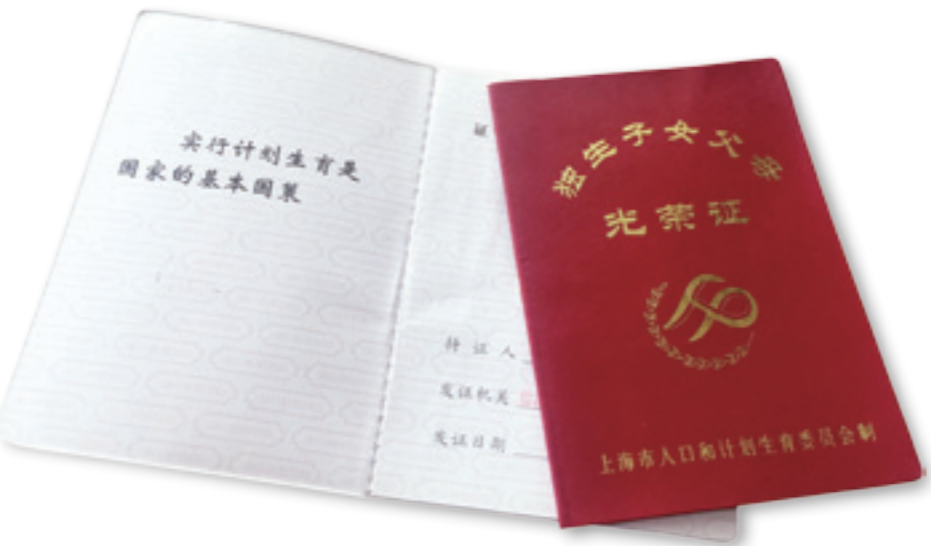 实行计划生育是
国家的基本国策
证
持证人
发证机关
发证日期
独生子女父母
光荣证
上海市人口和计划生育委员会制